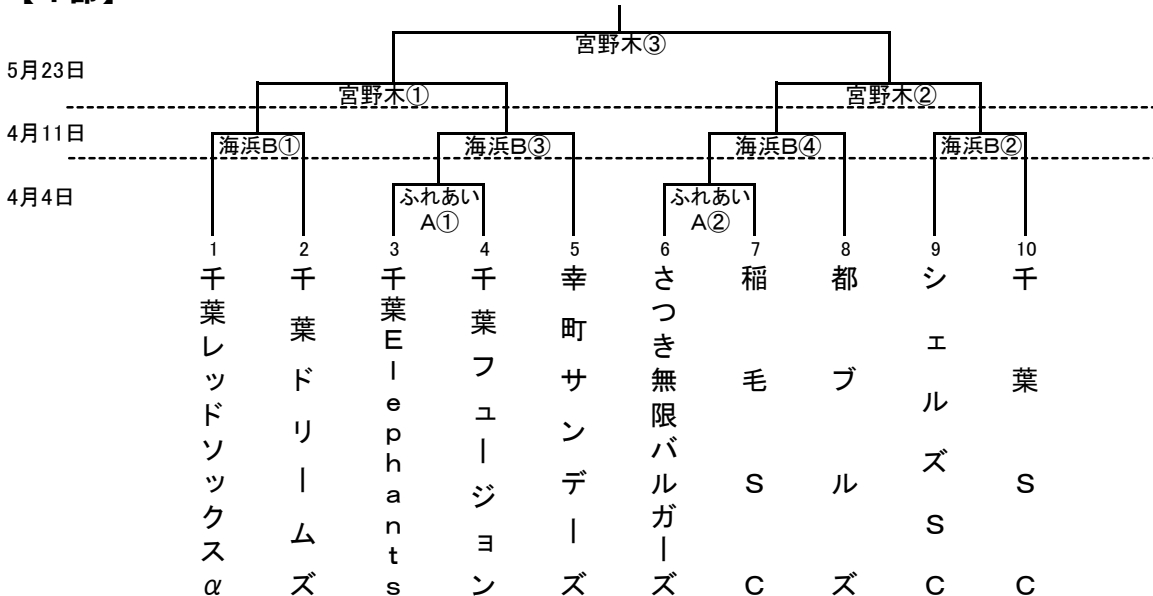 宮野木③
5月23日
宮野木①
宮野木②
4月11日
海浜B①
海浜B③
海浜B④
海浜B②
4月4日
ふれあい
A①
ふれあい
A②
1
2
3
4
5
6
7
8
9
10
千葉レッドソックスα
千葉ドリームズ
千葉Elephants
千葉フュージョン
幸町サンデーズ
さつき無限バルガーズ
稲毛SC
都ブルズ
シェルズSC
千葉SC